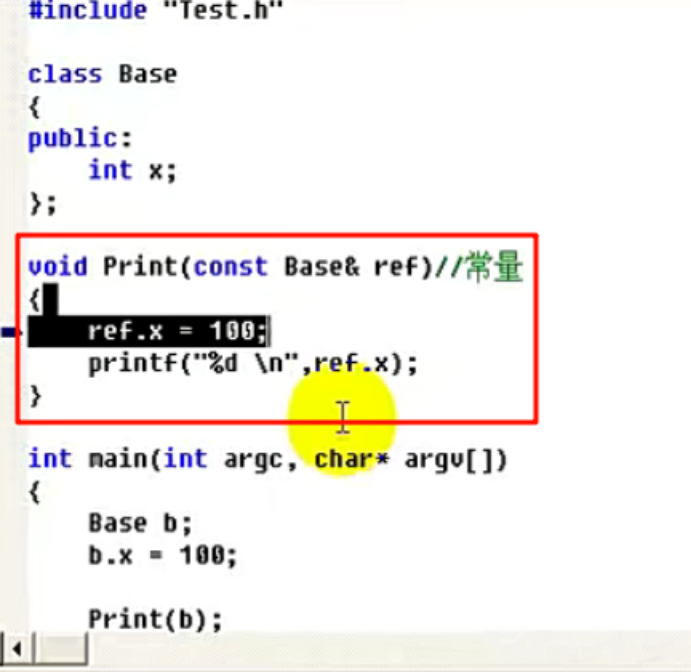 #include "Test.h"
class Base
{
public:
    int x;
};
void Print(const Base& ref)//常量
{
    ref.x = 100;
    printf("%d \n",ref.x);
}
int main(int argc, char* argv[])
{
    Base b;
    b.x = 100;
    Print(b);